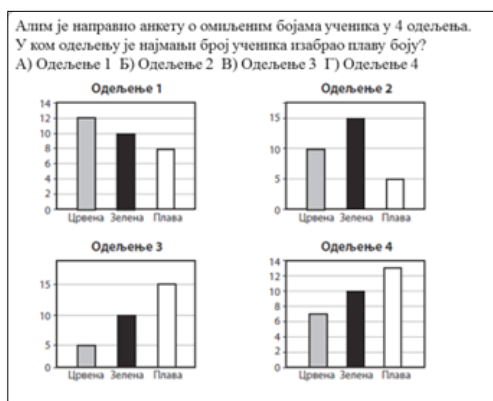 Алим је направио анкету о омиљеним бојама ученика у 4 одељења.
У ком одељењу је најмањи број ученика изабрао плаву боју?
А) Одељење 1 Б) Одељење 2 В) Одељење 3 Г) Одељење 4
Одељење 1
14
12
10
8
6
4
2
0
Црвена Зелена Плава
Одељење 2
15
10
5
0
Црвена Зелена Плава
Одељење 3
15
10
5
0
Црвена Зелена Плава
Одељење 4
14
12
10
8
6
4
2
0
Црвена Зелена Плава